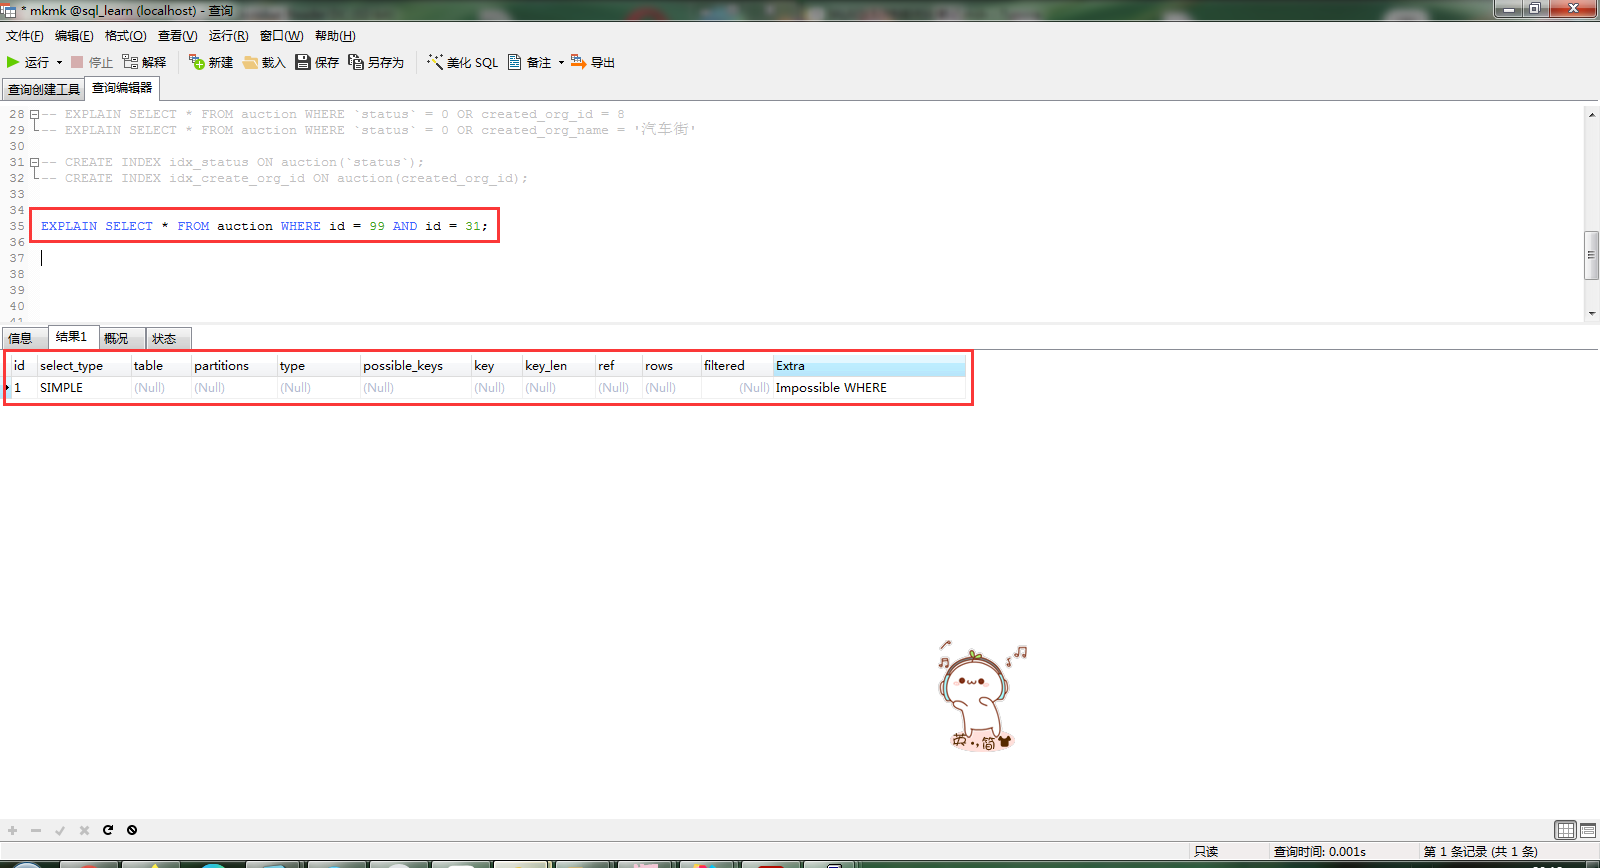 * mkmk @sql_learn (localhost) - 查询
文件(F) 编辑(E) 格式(O) 查看(V) 运行(R) 窗口(W) 帮助(H)
运行 停止 解释 新建 载入 保存 另存为 美化 SQL 备注 导出
查询创建工具 查询编辑器
28 -- EXPLAIN SELECT * FROM auction WHERE `status` = 0 OR created_org_id = 8
29 -- EXPLAIN SELECT * FROM auction WHERE `status` = 0 OR created_org_name = '汽车街'
30
31 -- CREATE INDEX idx_status ON auction(`status`);
32 -- CREATE INDEX idx_create_org_id ON auction(created_org_id);
33
34
35 EXPLAIN SELECT * FROM auction WHERE id = 99 AND id = 31;
36
37
38
39
40
41
信息 结果1 概况 状态
id select_type table partitions type possible_keys key key_len ref rows filtered Extra
1 SIMPLE (Null) (Null) (Null) (Null) (Null) (Null) (Null) (Null) (Null) Impossible WHERE
英 ., 简
只读 查询时间: 0.001s 第 1 条记录 (共 1 条)